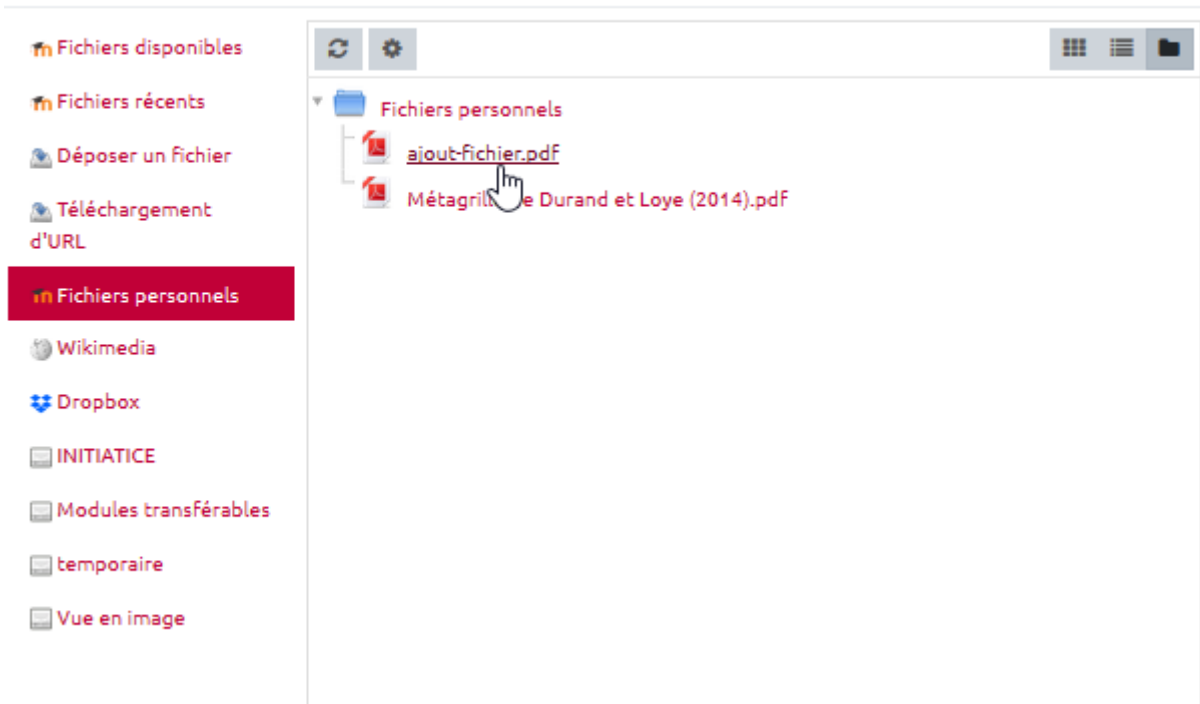 Fichiers disponibles
Fichiers récents
Déposer un fichier
Téléchargement
d'URL
Fichiers personnels
Wikimedia
Dropbox
INITIATICE
Modules transférables
temporaire
Vue en image
Fichiers personnels
ajout-fichier.pdf
Durand et Loye (2014).pdf